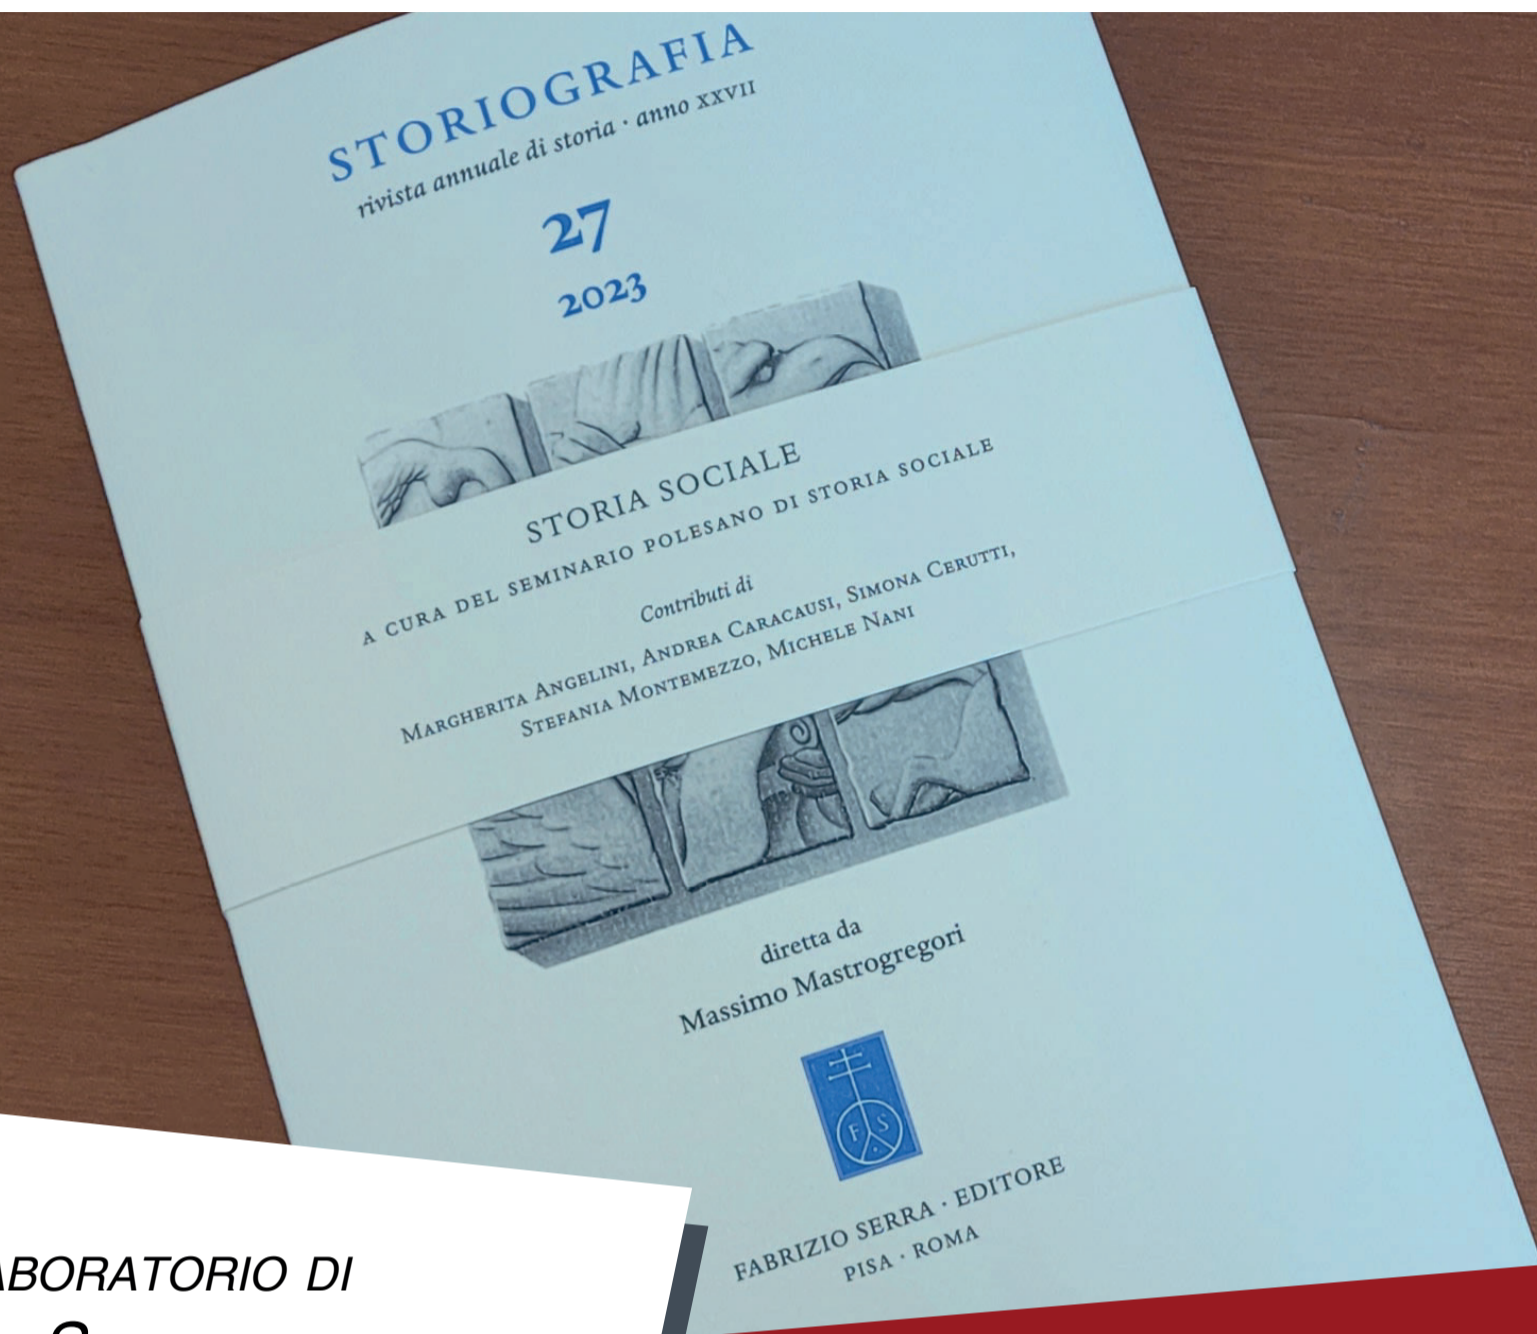 STORIOGRAFIA
rivista annuale di storia · anno XXVII
27
2023
STORIA SOCIALE
A CURA DEL SEMINARIO POLESANO DI STORIA SOCIALE
Contributi di
MARGHERITA ANGELINI, ANDREA CARACAUSI, SIMONA CERUTTI,
STEFANIA MONTEMEZZO, MICHELE NANI
diretta da
Massimo Mastrogregori
F S
FABRIZIO SERRA · EDITORE
PISA · ROMA
ABORATORIO DI